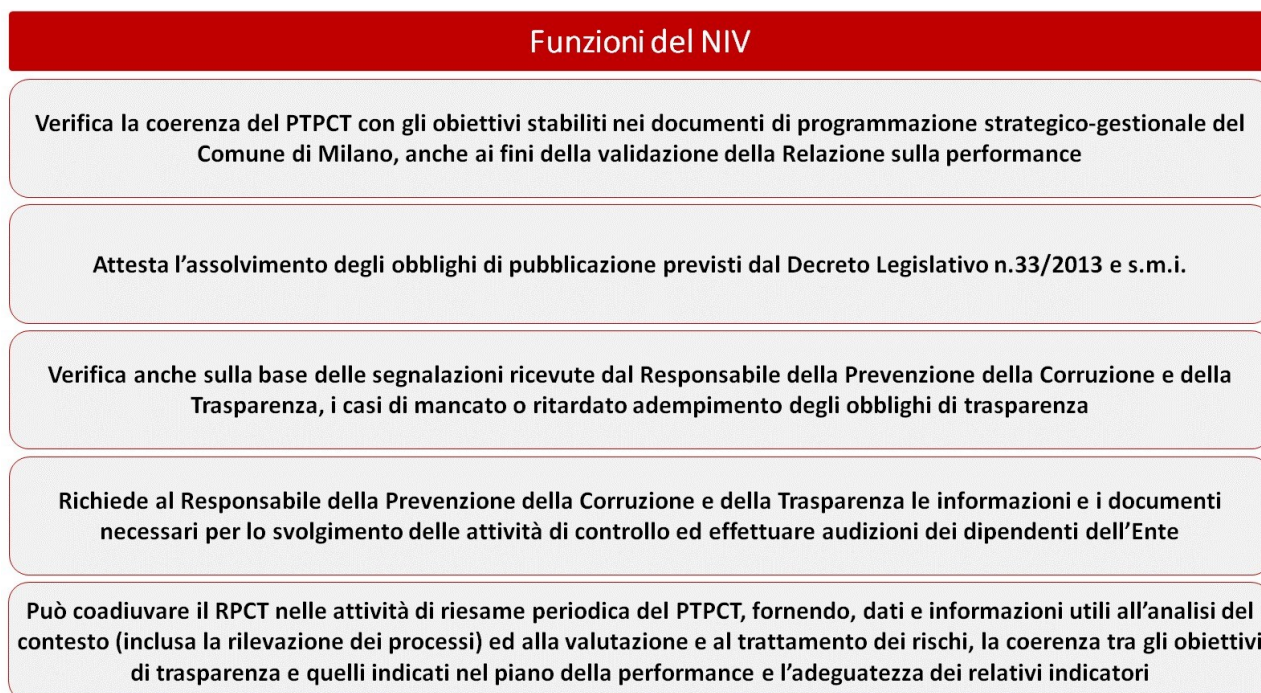 Funzioni del NIV
Verifica la coerenza del PTPCT con gli obiettivi stabiliti nei documenti di programmazione strategico-gestionale del
Comune di Milano, anche ai fini della validazione della Relazione sulla performance
Attesta l'assolvimento degli obblighi di pubblicazione previsti dal Decreto Legislativo n.33/2013 e s.m.i.
Verifica anche sulla base delle segnalazioni ricevute dal Responsabile della Prevenzione della Corruzione e della
Trasparenza, i casi di mancato o ritardato adempimento degli obblighi di trasparenza
Richiede al Responsabile della Prevenzione della Corruzione e della Trasparenza le informazioni e i documenti
necessari per lo svolgimento delle attività di controllo ed effettuare audizioni dei dipendenti dell'Ente
Può coadiuvare il RPCT nelle attività di riesame periodica del PTPCT, fornendo, dati e informazioni utili all'analisi del
contesto (inclusa la rilevazione dei processi) ed alla valutazione e al trattamento dei rischi, la coerenza tra gli obiettivi
di trasparenza e quelli indicati nel piano della performance e l'adeguatezza dei relativi indicatori